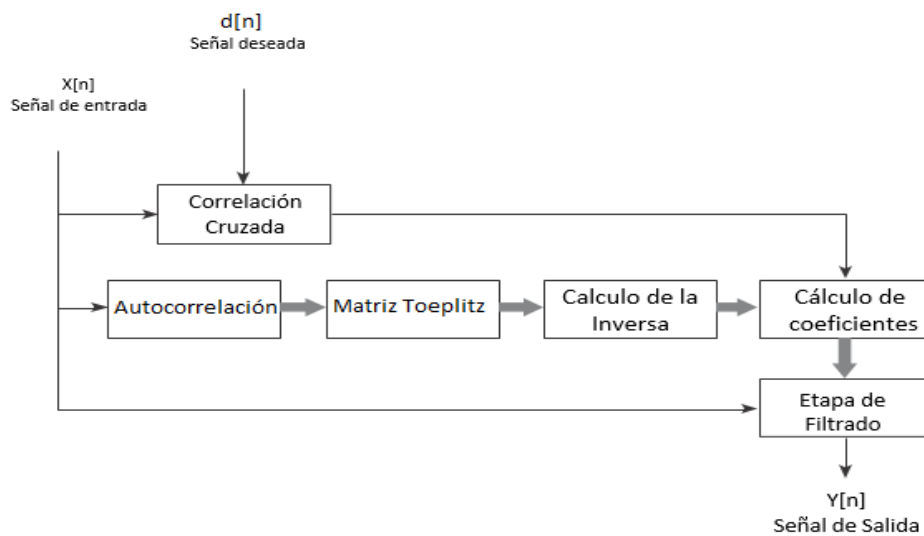 d[n]
Señal deseada
X[n]
Señal de entrada
Correlación
Cruzada
Autocorrelación
Matriz Toeplitz
Calculo de la
Inversa
Cálculo de
coeficientes
Etapa de
Filtrado
Y[n]
Señal de Salida